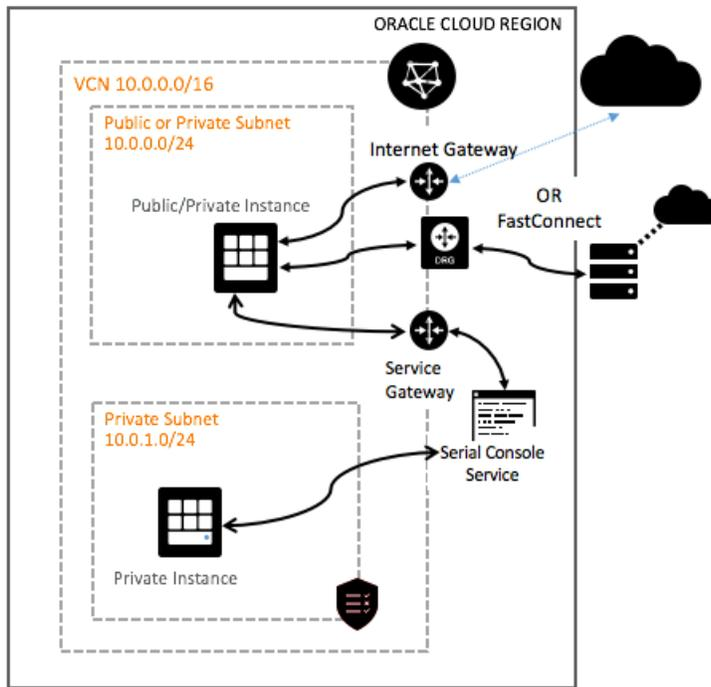 ORACLE CLOUD REGION
VCN 10.0.0.0/16
Public or Private Subnet
10.0.0.0/24
Internet Gateway
Public/Private Instance
OR
FastConnect
DRG
Service
Gateway
Private Subnet
10.0.1.0/24
Serial Console
Service
Private Instance